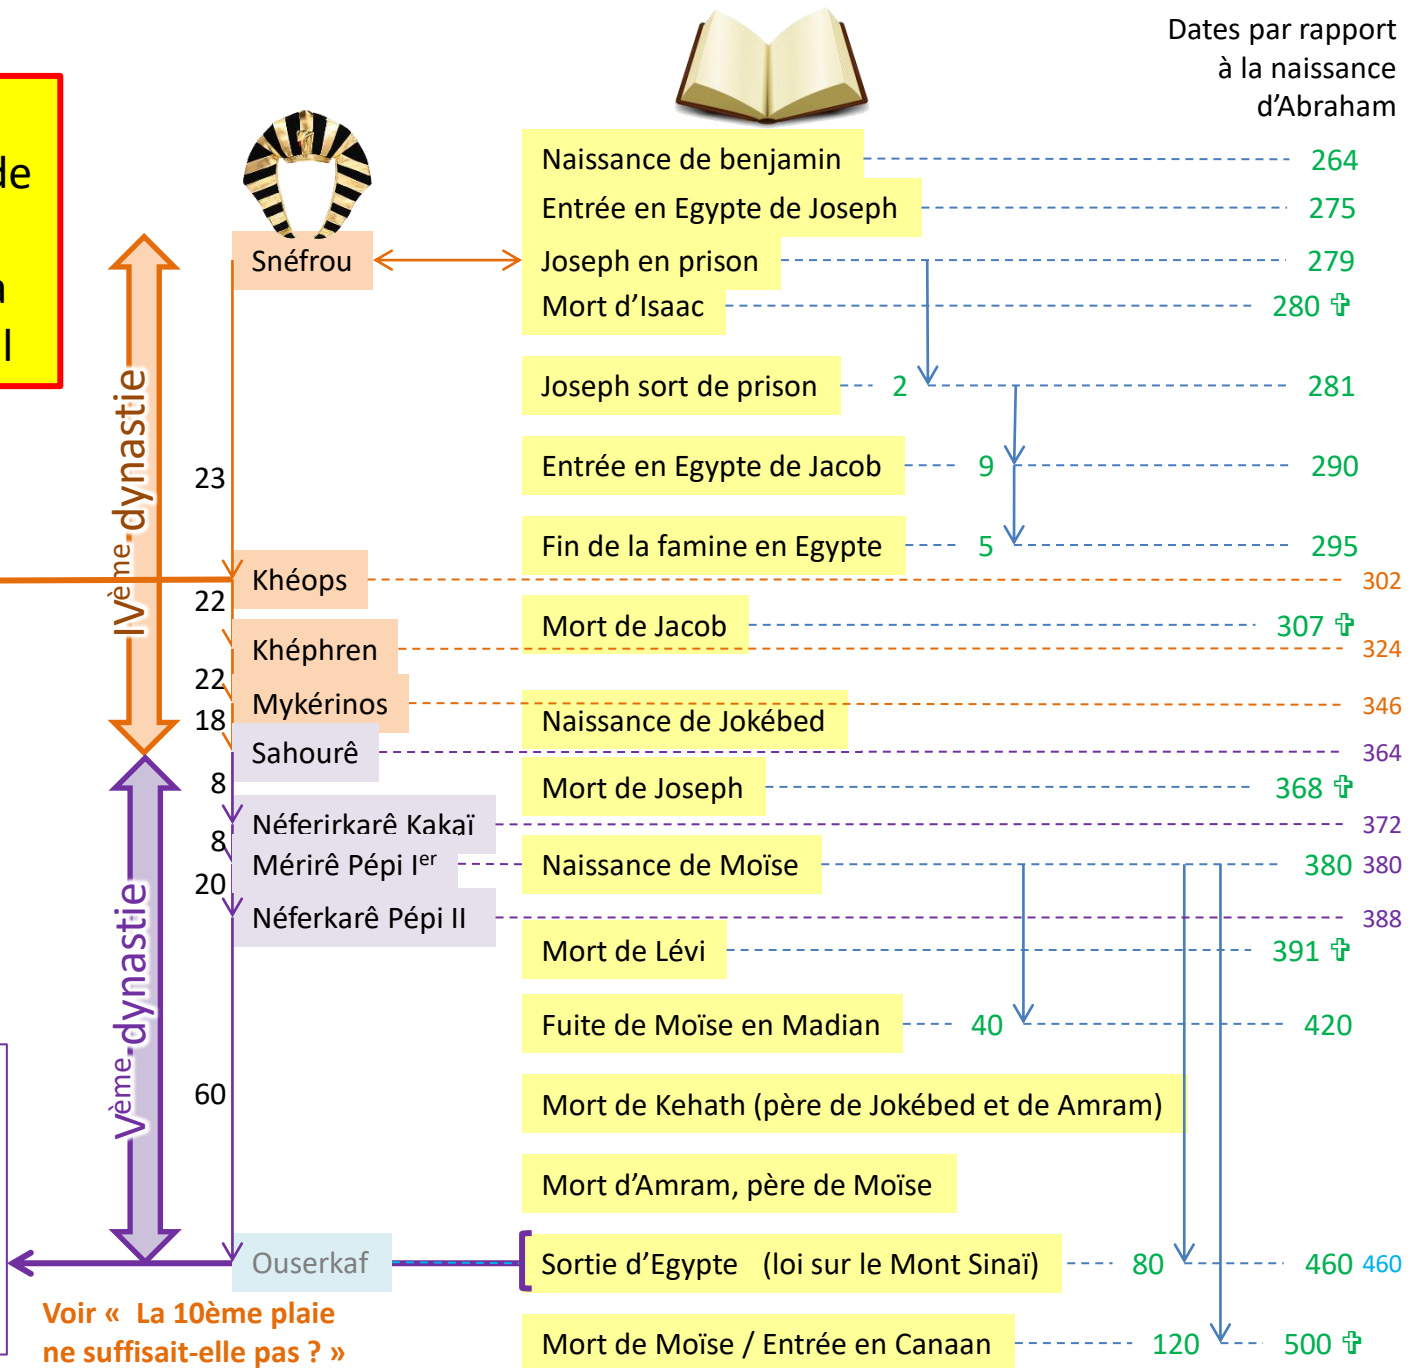 Dates par rapport
à la naissance
d’Abraham
de
a
l
Naissance de benjamin 264
Entrée en Egypte de Joseph 275
Snéfrou Joseph en prison 279
Mort d’Isaac 280 ✞
Joseph sort de prison 2 281
Entrée en Egypte de Jacob 9 290
23
Fin de la famine en Egypte 5 295
IVème dynastie
Khéops 302
22
Mort de Jacob 307 ✞
Khéphren 324
22
Mykérinos 346
18
Naissance de Jokébed
Sahourê 364
8
Mort de Joseph 368 ✞
Néferirkarê Kakaï 372
8
Mérirê Pépi Ier Naissance de Moïse 380 380
20
Néferkarê Pépi II 388
Mort de Lévi 391 ✞
Vème dynastie
Fuite de Moïse en Madian 40 420
60
Mort de Kehath (père de Jokébed et de Amram)
Mort d’Amram, père de Moïse
Ouserkaf Sortie d’Egypte (loi sur le Mont Sinaï) 80 460 460
Voir « La 10ème plaie
ne suffisait-elle pas ? »
Mort de Moïse / Entrée en Canaan 120 500 ✞